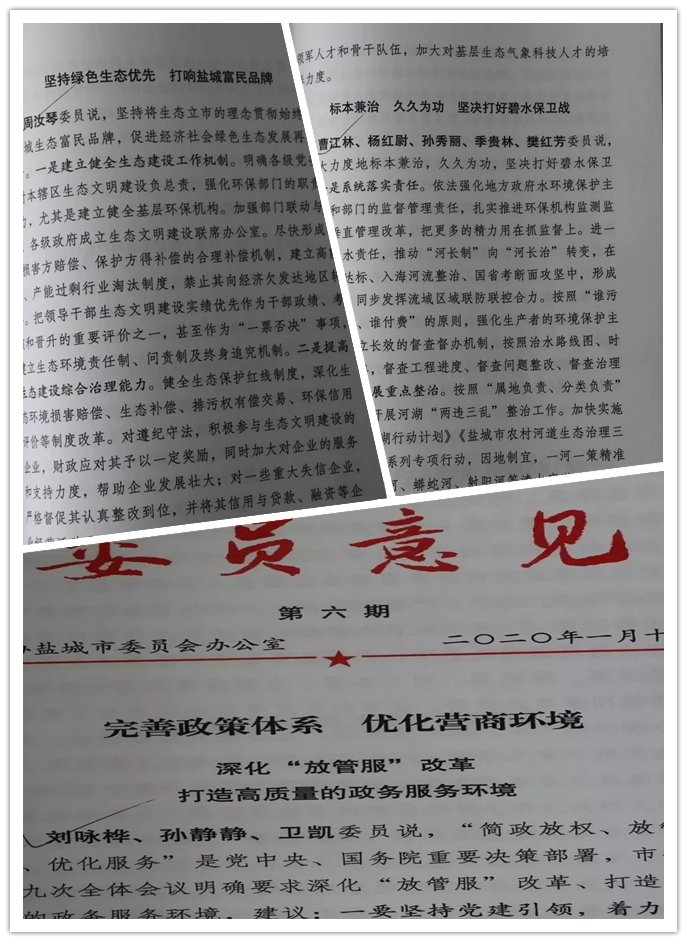 坚持绿色生态优先 打响盐城富民品牌
周汝琴委员说，坚持将生态立市的理念贯彻始终
城生态富民品牌，促进经济社会绿色生态发展再
。一是建立健全生态建设工作机制。明确各级党
对本辖区生态文明建设负总责，强化环保部门的职责
力，尤其是建立健全基层环保机构。加强部门联动与
，各级政府成立生态文明建设联席办公室。尽快形成
损害方赔偿、保护方得补偿的合理补偿机制，建立高
、产能过剩行业淘汰制度，禁止其向经济欠发达地区转
。把领导干部生态文明建设实绩优先作为干部政绩、考
核和晋升的重要评价之一，甚至作为“一票否决”事项，
建立生态环境责任制、问责制及终身追究机制。二是提高
生态建设综合治理能力。健全生态保护红线制度，深化生
态环境损害赔偿、生态补偿、排污权有偿交易、环保信用
评价等制度改革。对遵纪守法，积极参与生态文明建设的
企业，财政应对其予以一定奖励，同时加大对企业的服务
和支持力度，帮助企业发展壮大；对一些重大失信企业，
严格督促其认真整改到位，并将其信用与贷款、融资等企
领军人才和骨干队伍，加大对基层生态气象科技人才的培
养力度。
标本兼治 久久为功 坚决打好碧水保卫战
曹江林、杨红尉、孙秀丽、季贵林、樊红芳委员说，
大力度地标本兼治，久久为功，坚决打好碧水保卫
一是系统落实责任。依法强化地方政府水环境保护主
和部门的监督管理责任，扎实推进环保机构监测监
垂直管理改革，把更多的精力用在抓监督上。进一
水责任，推动“河长制”向“河长治”转变，在
达标、入海河流整治、国省考断面攻坚中，形成
同步发挥流域区域联防联控合力。按照“谁污
、谁付费”的原则，强化生产者的环境保护主
立长效的督查督办机制，按照治水路线图、时
，督查工程进度、督查问题整改、督查治理
展重点整治。按照“属地负责、分类负责”
开展河湖“两违三乱”整治工作。加快实施
湖行动计划》《盐城市农村河道生态治理三
系列专项行动，因地制宜，一河一策精准
河、蟒蛇河、射阳河等
委员意见
第六期
协盐城市委员会办公室
二〇二〇年一月十
完善政策体系 优化营商环境
深化“放管服”改革
打造高质量的政务服务环境
刘咏桦、孙静静、卫凯委员说，“简政放权、放管
、优化服务”是党中央、国务院重要决策部署，市
九次全体会议明确要求深化“放管服”改革、打造
的政务服务环境，建议：一要坚持党建引领，着力